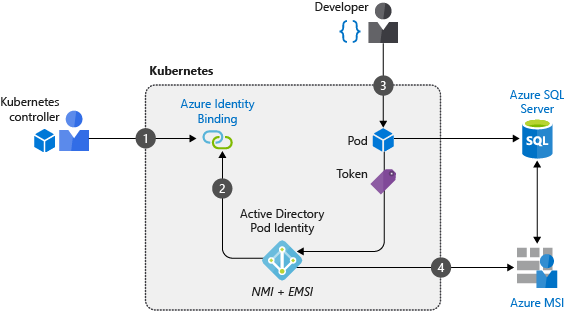 Developer
{ }
Kubernetes
3
Kubernetes
controller
Azure Identity
Binding
Azure SQL
Server
1
Pod
SQL
Token
2
Active Directory
Pod Identity
4
NMI + EMSI
Azure MSI